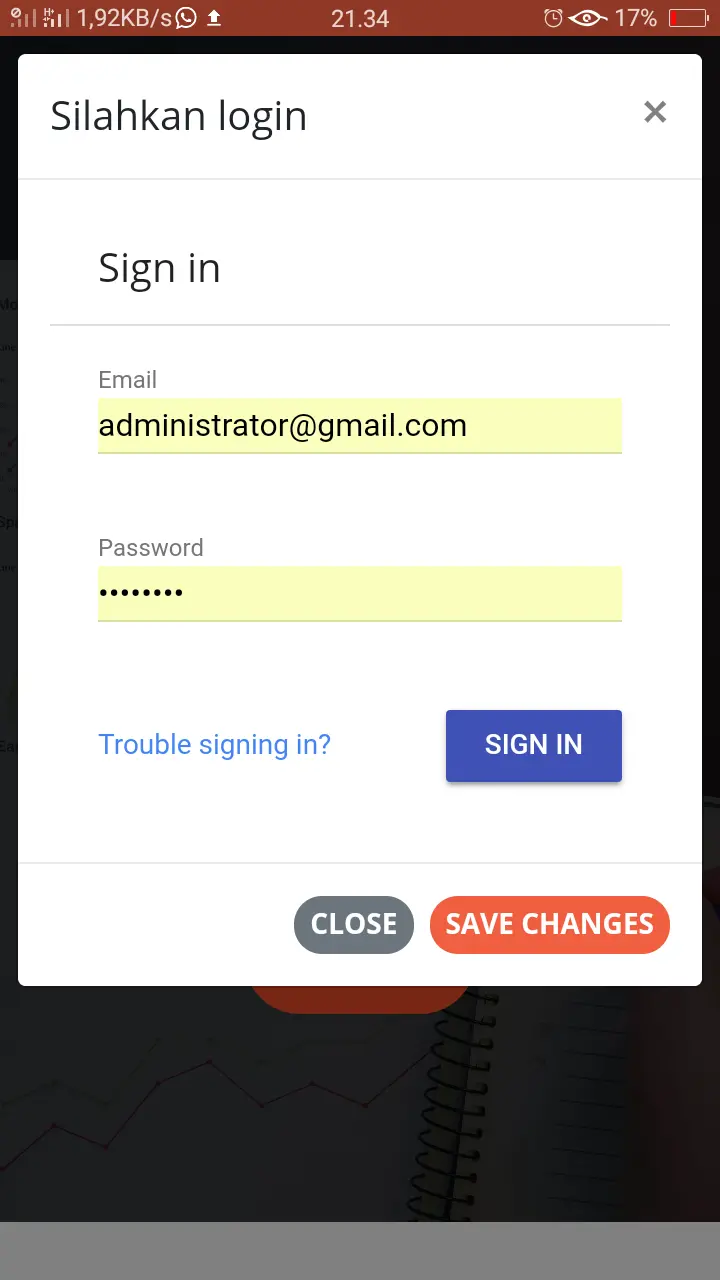 1,92KB/s 21.34 17%
Silahkan login ×
Sign in
Email
administrator@gmail.com
Password
••••••••
Trouble signing in? SIGN IN
CLOSE SAVE CHANGES